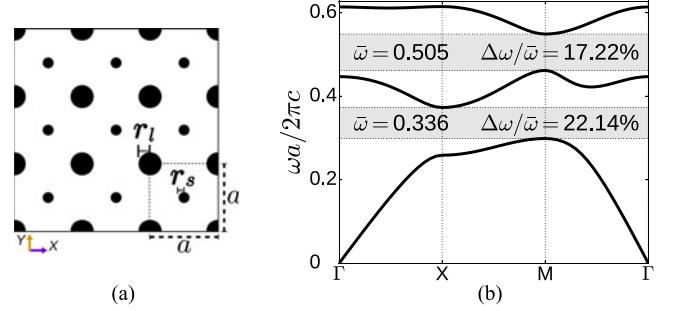 r_l
r_s
a
a
Y
X
(a)
0.6
0.4
0.2
0
ωa/2πc
ω̄ = 0.505 Δω/ω̄ = 17.22%
ω̄ = 0.336 Δω/ω̄ = 22.14%
Γ X M Γ
(b)